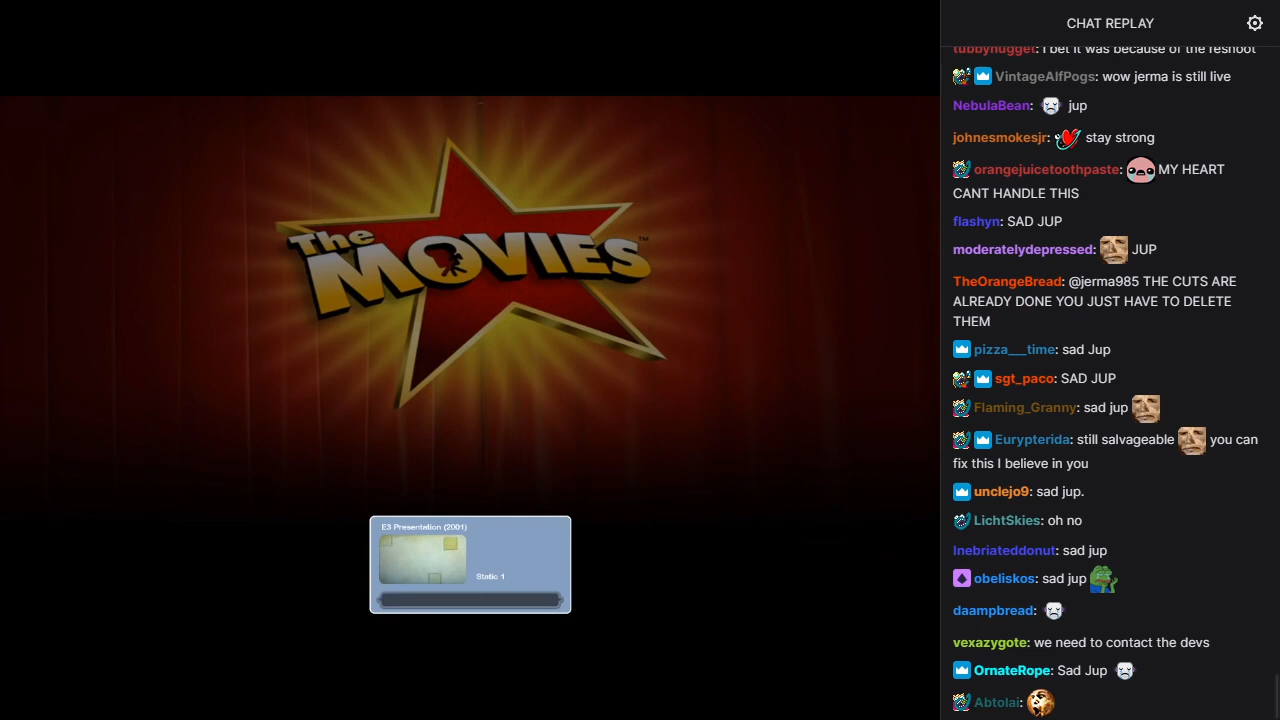 The
MOVIES™
E3 Presentation (2001)
Static 1
CHAT REPLAY
tubbynugget: I bet it was because of the reshoot
VintageAlfPogs: wow jerma is still live
NebulaBean: jup
johnesmokesjr: stay strong
orangejuicetoothpaste: MY HEART
CANT HANDLE THIS
flashyn: SAD JUP
moderatelydepressed: JUP
TheOrangeBread: @jerma985 THE CUTS ARE
ALREADY DONE YOU JUST HAVE TO DELETE
THEM
pizza___time: sad Jup
sgt_paco: SAD JUP
Flaming_Granny: sad jup
Eurypterida: still salvageable you can
fix this I believe in you
unclejo9: sad jup.
LichtSkies: oh no
Inebriateddonut: sad jup
obeliskos: sad jup
daampbread:
vexazygote: we need to contact the devs
OrnateRope: Sad Jup
Abtolai: